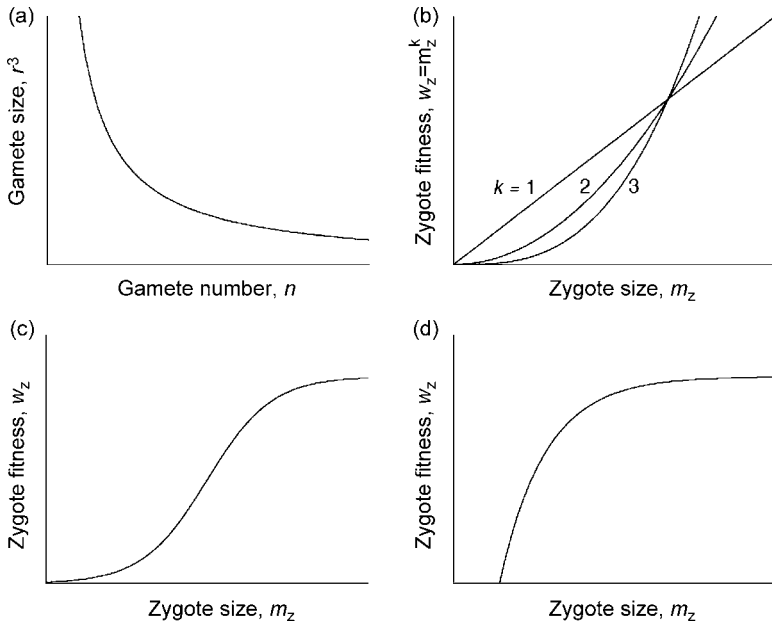 (a)
Gamete size, r³
Gamete number, n
(b)
Zygote fitness, w_z=m_z^k
k = 1
2
3
Zygote size, m_z
(c)
Zygote fitness, w_z
Zygote size, m_z
(d)
Zygote fitness, w_z
Zygote size, m_z